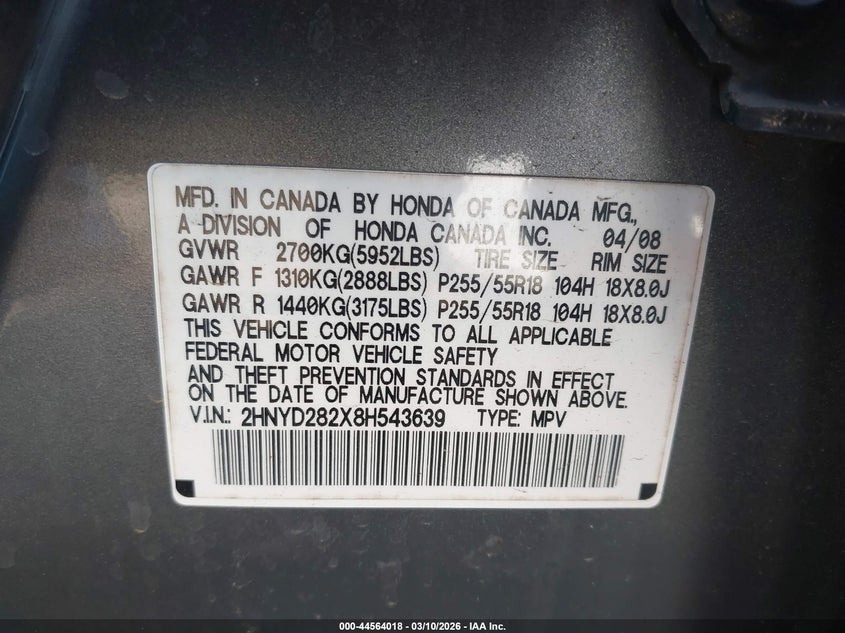 MFD. IN CANADA BY HONDA OF CANADA MFG.,
A DIVISION OF HONDA CANADA INC. 04/08
GVWR 2700KG(5952LBS) TIRE SIZE RIM SIZE
GAWR F 1310KG(2888LBS) P255/55R18 104H 18X8.0J
GAWR R 1440KG(3175LBS) P255/55R18 104H 18X8.0J
THIS VEHICLE CONFORMS TO ALL APPLICABLE
FEDERAL MOTOR VEHICLE SAFETY
AND THEFT PREVENTION STANDARDS IN EFFECT
ON THE DATE OF MANUFACTURE SHOWN ABOVE.
V.I.N.: 2HNYD282X8H543639 TYPE: MPV
000-44564018 - 03/10/2026 - IAA Inc.